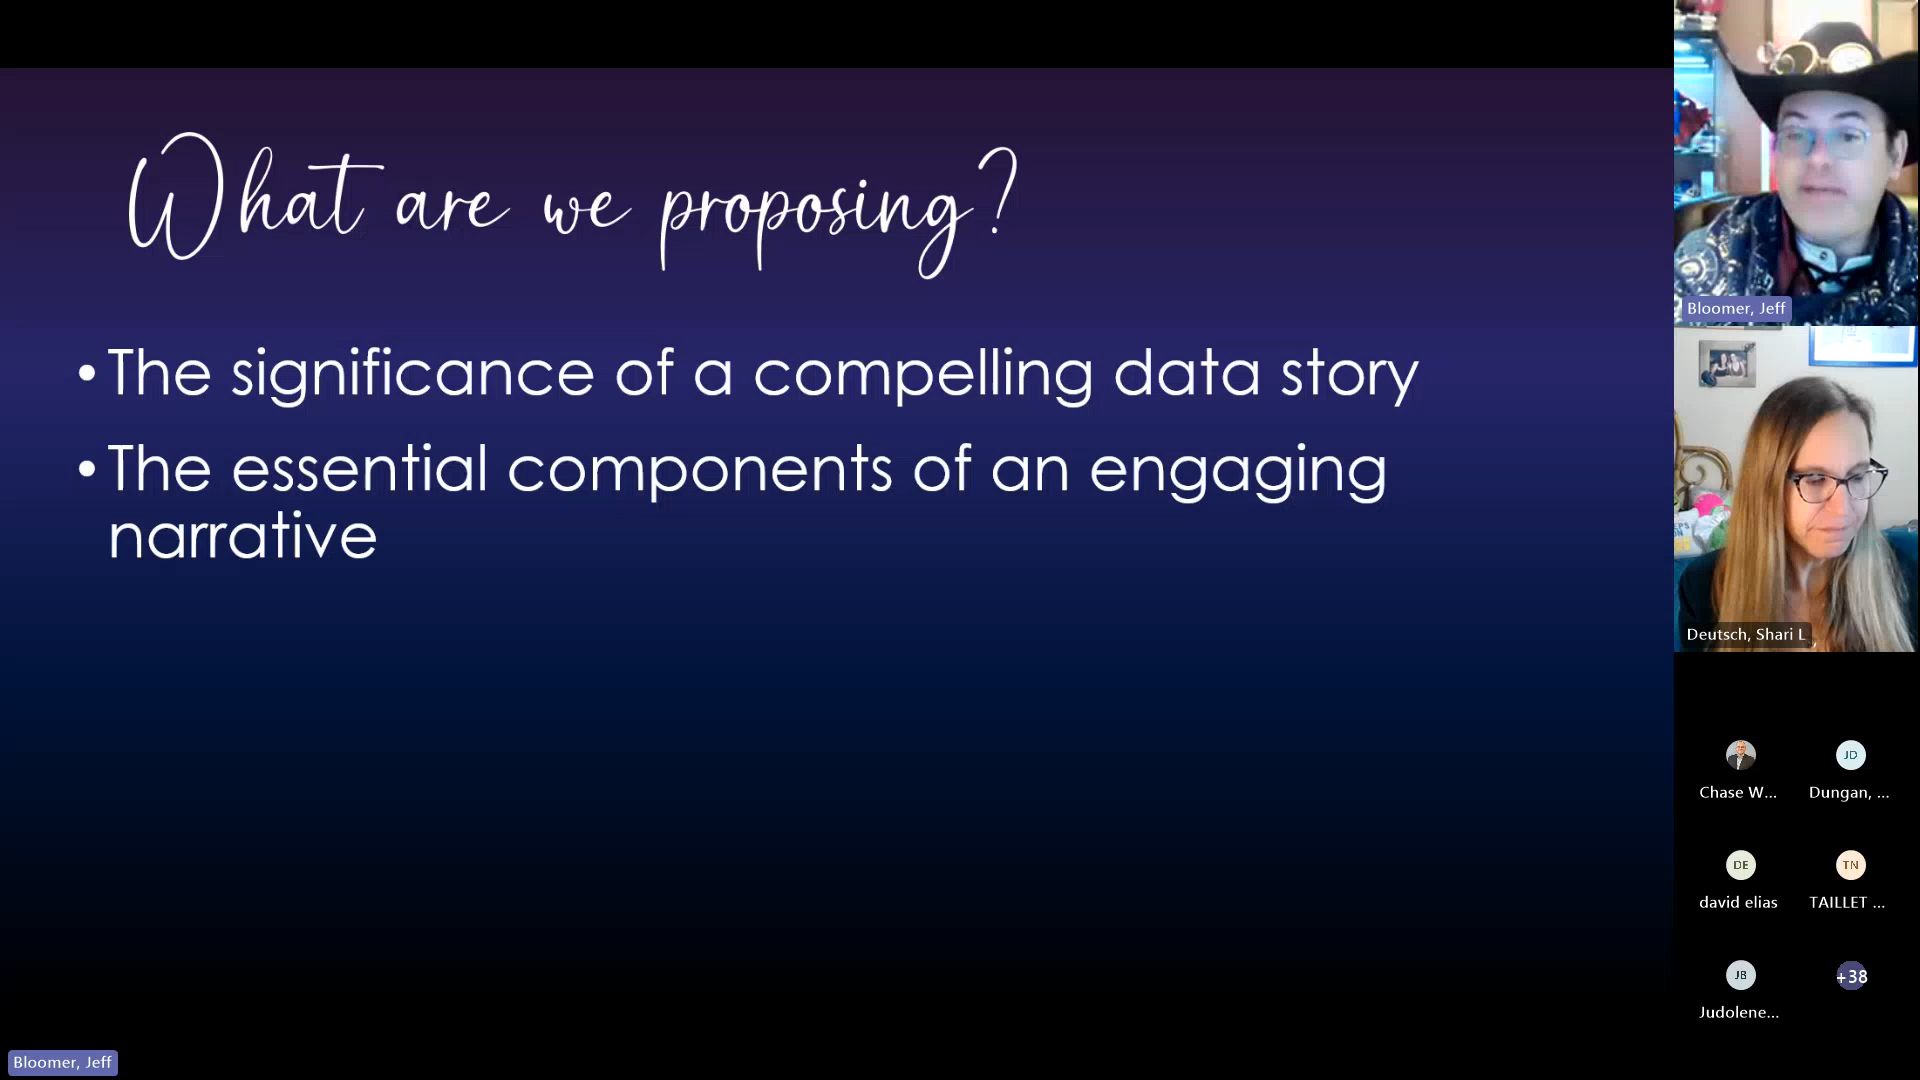 What are we proposing?
•The significance of a compelling data story
•The essential components of an engaging
narrative
Bloomer, Jeff
Bloomer, Jeff
Deutsch, Shari L
JD
Chase W...
Dungan, ...
DE
TN
david elias
TAILLET ...
JB
+38
Judolene...